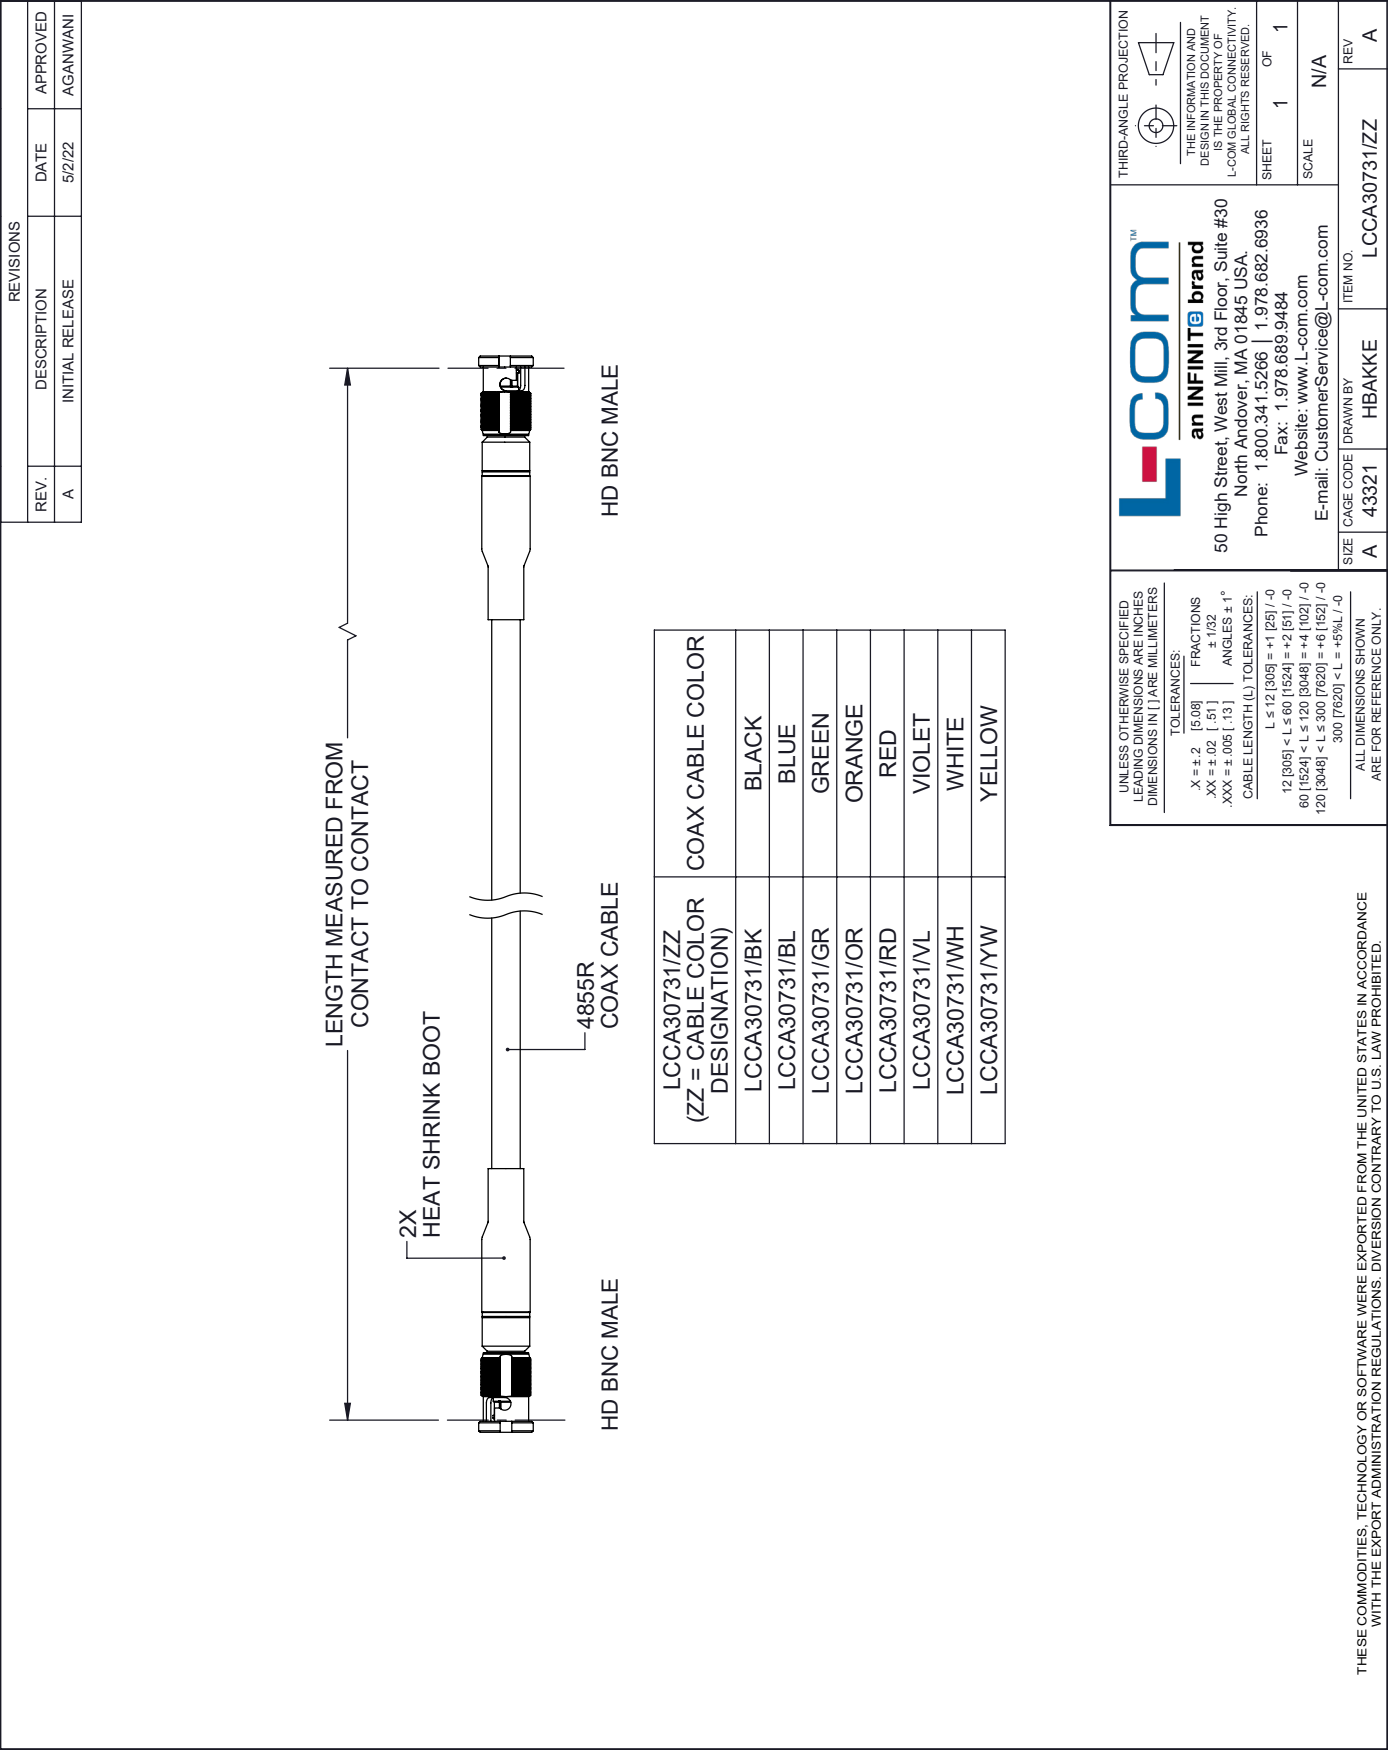 REVISIONS
REV. DESCRIPTION DATE APPROVED
A INITIAL RELEASE 5/2/22 AGANWANI
LENGTH MEASURED FROM
CONTACT TO CONTACT
2X
HEAT SHRINK BOOT
4855R
COAX CABLE
HD BNC MALE
HD BNC MALE
LCCA30731/ZZ
(ZZ = CABLE COLOR
DESIGNATION)
COAX CABLE COLOR
LCCA30731/BK BLACK
LCCA30731/BL BLUE
LCCA30731/GR GREEN
LCCA30731/OR ORANGE
LCCA30731/RD RED
LCCA30731/VL VIOLET
LCCA30731/WH WHITE
LCCA30731/YW YELLOW
UNLESS OTHERWISE SPECIFIED
LEADING DIMENSIONS ARE INCHES
DIMENSIONS IN [ ] ARE MILLIMETERS
TOLERANCES:
.X = ± .2 [5.08] FRACTIONS
.XX = ± .02 [ .51] ± 1/32
.XXX = ± .005 [ .13 ] ANGLES ± 1°
CABLE LENGTH (L) TOLERANCES:
L ≤ 12 [305] = +1 [25] / -0
12 [305] < L ≤ 60 [1524] = +2 [51] / -0
60 [1524] < L ≤ 120 [3048] = +4 [102] / -0
120 [3048] < L ≤ 300 [7620] = +6 [152] / -0
300 [7620] < L = +5%L / -0
ALL DIMENSIONS SHOWN
ARE FOR REFERENCE ONLY.
L-com™
an INFINITe brand
50 High Street, West Mill, 3rd Floor, Suite #30
North Andover, MA 01845 USA.
Phone: 1.800.341.5266 | 1.978.682.6936
Fax: 1.978.689.9484
Website: www.L-com.com
E-mail: CustomerService@L-com.com
THIRD-ANGLE PROJECTION
THE INFORMATION AND
DESIGN IN THIS DOCUMENT
IS THE PROPERTY OF
L-COM GLOBAL CONNECTIVITY.
ALL RIGHTS RESERVED.
SHEET 1 OF 1
SCALE N/A
SIZE A
CAGE CODE 43321
DRAWN BY HBAKKE
ITEM NO. LCCA30731/ZZ
REV A
THESE COMMODITIES, TECHNOLOGY OR SOFTWARE WERE EXPORTED FROM THE UNITED STATES IN ACCORDANCE
WITH THE EXPORT ADMINISTRATION REGULATIONS. DIVERSION CONTRARY TO U.S. LAW PROHIBITED.